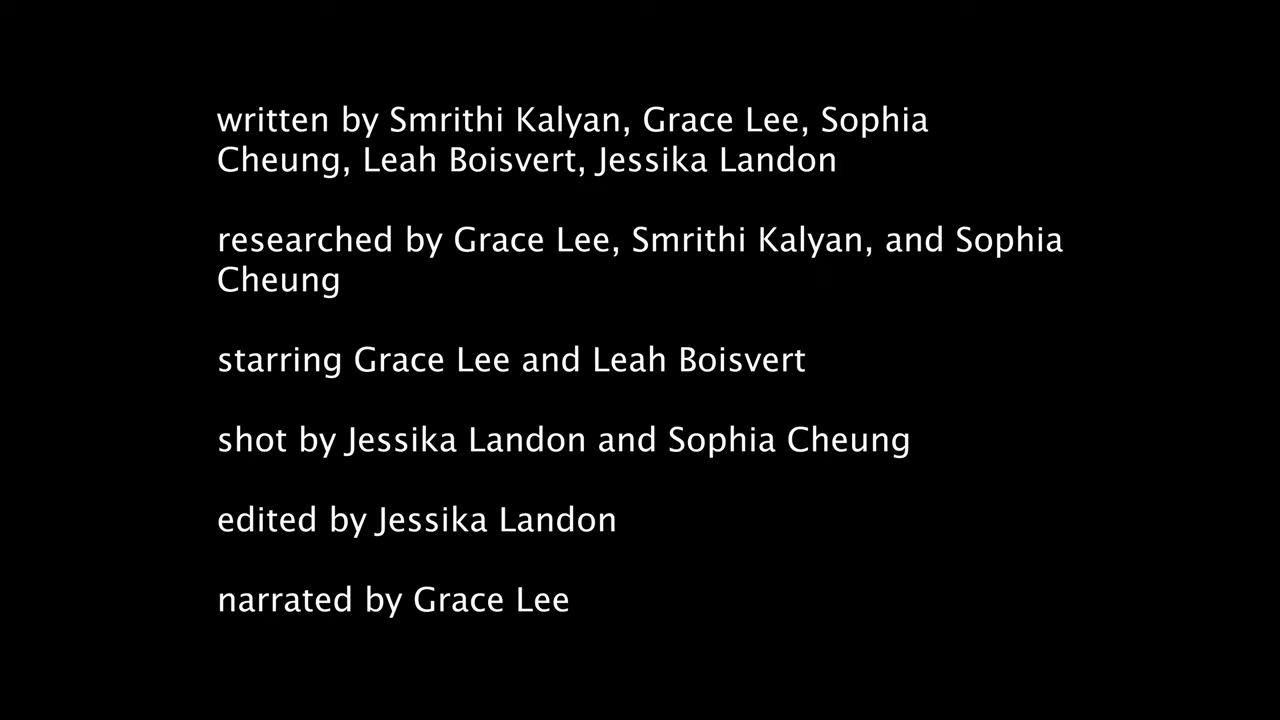 written by Smrithi Kalyan, Grace Lee, Sophia
Cheung, Leah Boisvert, Jessika Landon
researched by Grace Lee, Smrithi Kalyan, and Sophia
Cheung
starring Grace Lee and Leah Boisvert
shot by Jessika Landon and Sophia Cheung
edited by Jessika Landon
narrated by Grace Lee